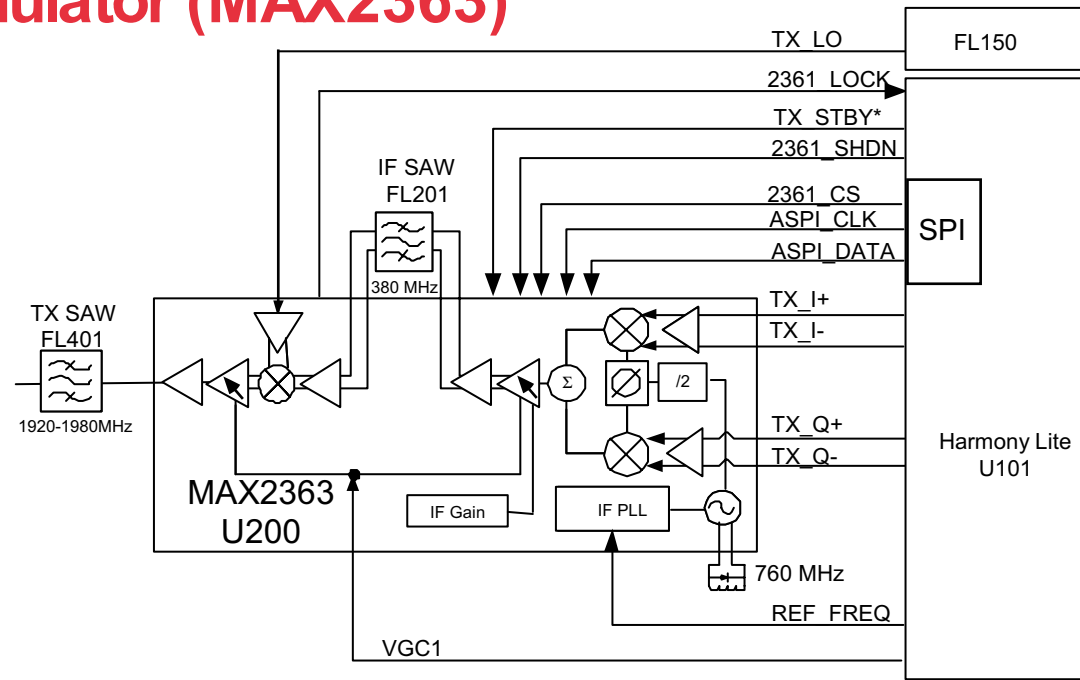 ulator (MAX2363)
TX_LO
FL150
2361_LOCK
TX_STBY*
2361_SHDN
IF SAW
FL201
2361_CS
ASPI_CLK
ASPI_DATA
SPI
380 MHz
TX SAW
FL401
TX_I+
TX_I-
Σ
/2
1920-1980MHz
TX_Q+
TX_Q-
Harmony Lite
U101
MAX2363
U200
IF Gain
IF PLL
760 MHz
REF_FREQ
VGC1